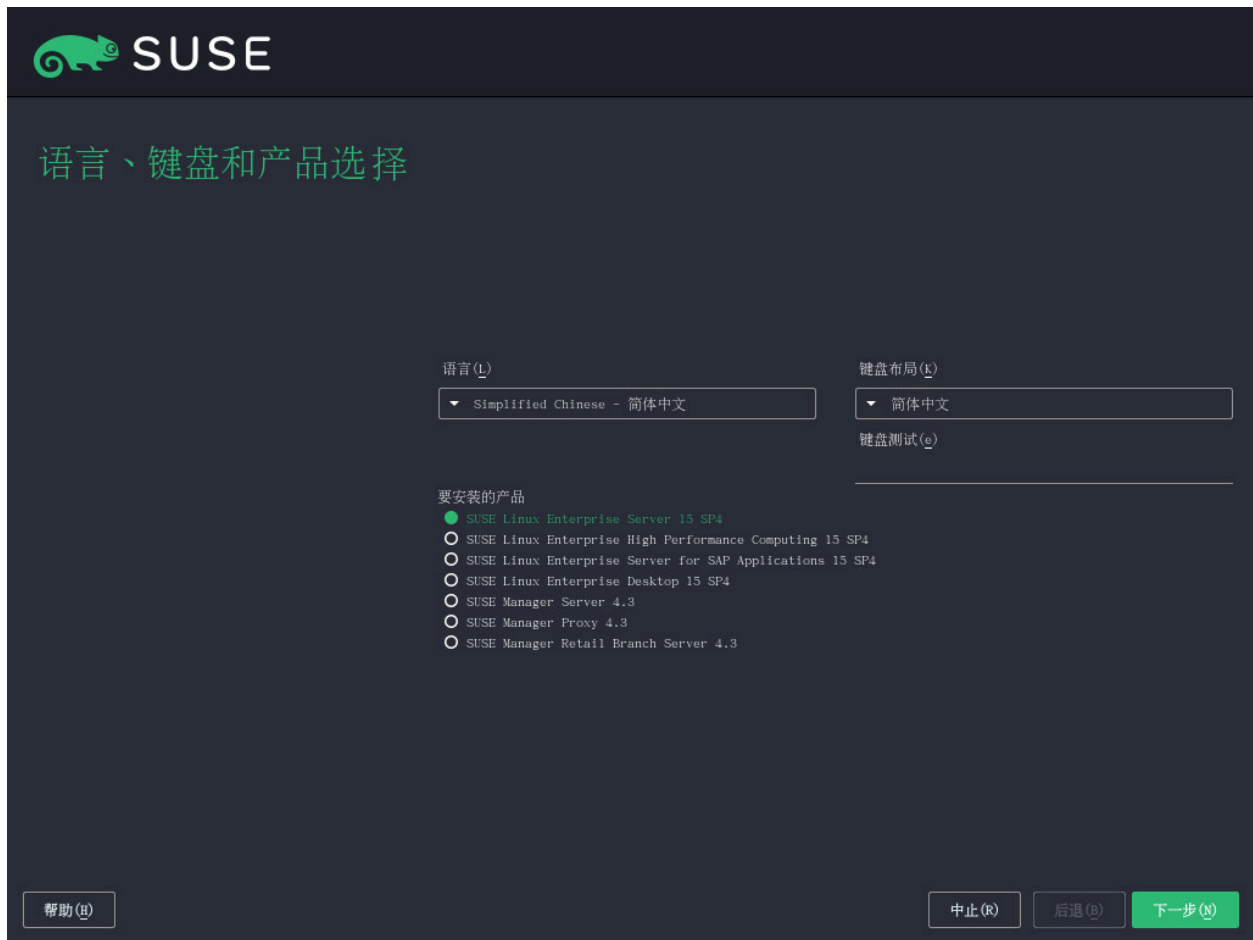 SUSE
语言、键盘和产品选择
语言(L)
键盘布局(K)
Simplified Chinese - 简体中文
简体中文
键盘测试(e)
要安装的产品
SUSE Linux Enterprise Server 15 SP4
SUSE Linux Enterprise High Performance Computing 15 SP4
SUSE Linux Enterprise Server for SAP Applications 15 SP4
SUSE Linux Enterprise Desktop 15 SP4
SUSE Manager Server 4.3
SUSE Manager Proxy 4.3
SUSE Manager Retail Branch Server 4.3
帮助(H)
中止(R)
后退(B)
下一步(N)